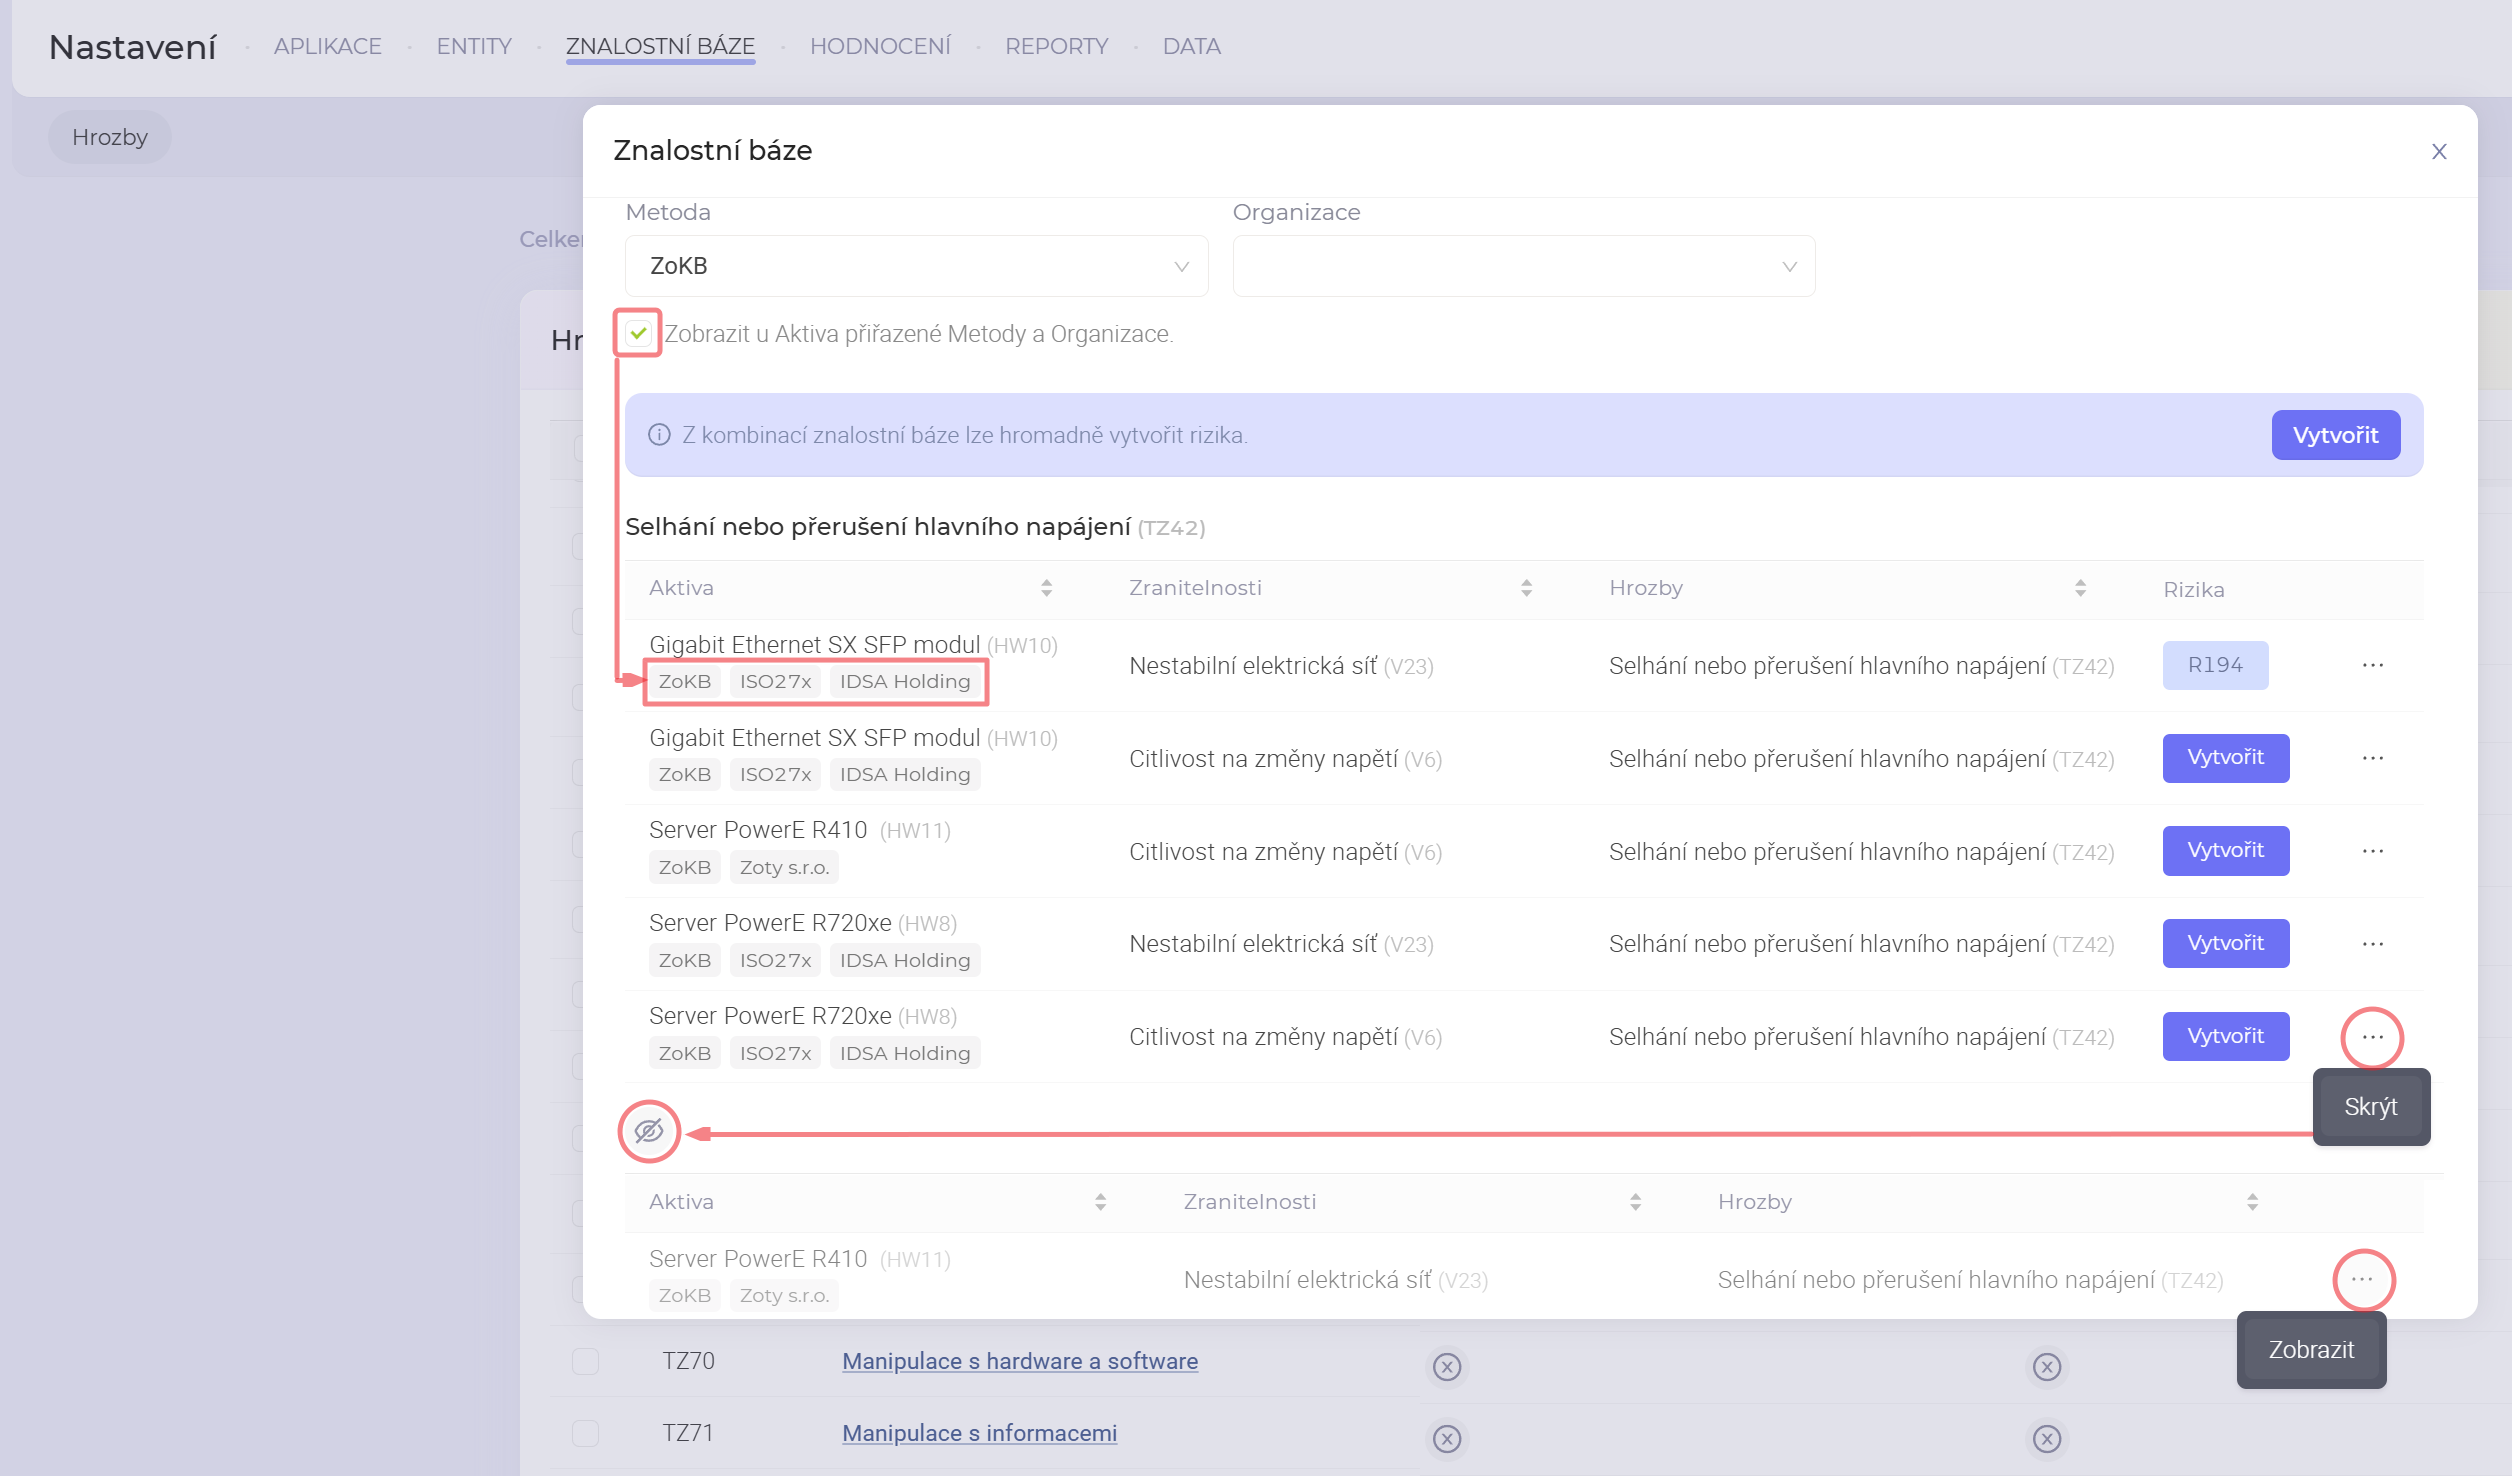 Nastavení · APLIKACE · ENTITY · ZNALOSTNÍ BÁZE · HODNOCENÍ · REPORTY · DATA
Hrozby
Znalostní báze
X
Metoda Organizace
ZoKB
Zobrazit u Aktiva přiřazené Metody a Organizace.
Z kombinací znalostní báze lze hromadně vytvořit rizika. Vytvořit
Selhání nebo přerušení hlavního napájení (TZ42)
Aktiva Zranitelnosti Hrozby Rizika
Gigabit Ethernet SX SFP modul (HW10)
ZoKB ISO27x IDSA Holding
Nestabilní elektrická síť (V23) Selhání nebo přerušení hlavního napájení (TZ42) R194 ...
Gigabit Ethernet SX SFP modul (HW10)
ZoKB ISO27x IDSA Holding
Citlivost na změny napětí (V6) Selhání nebo přerušení hlavního napájení (TZ42) Vytvořit ...
Server PowerE R410 (HW11)
ZoKB Zoty s.r.o.
Citlivost na změny napětí (V6) Selhání nebo přerušení hlavního napájení (TZ42) Vytvořit ...
Server PowerE R720xe (HW8)
ZoKB ISO27x IDSA Holding
Nestabilní elektrická síť (V23) Selhání nebo přerušení hlavního napájení (TZ42) Vytvořit ...
Server PowerE R720xe (HW8)
ZoKB ISO27x IDSA Holding
Citlivost na změny napětí (V6) Selhání nebo přerušení hlavního napájení (TZ42) Vytvořit ...
Skrýt
Aktiva Zranitelnosti Hrozby
Server PowerE R410 (HW11)
ZoKB Zoty s.r.o.
Nestabilní elektrická síť (V23) Selhání nebo přerušení hlavního napájení (TZ42) ...
Zobrazit
TZ70 Manipulace s hardware a software
TZ71 Manipulace s informacemi